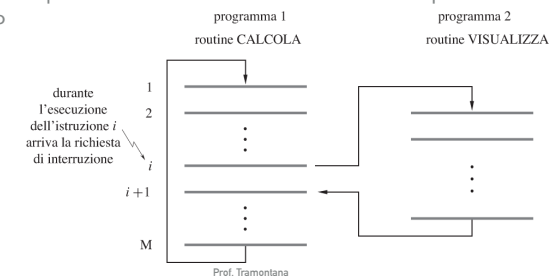 programma 1
routine CALCOLA
programma 2
routine VISUALIZZA
durante
l'esecuzione
dell'istruzione i
arriva la richiesta
di interruzione
1
2
i
i+1
M
Prof. Tramontana